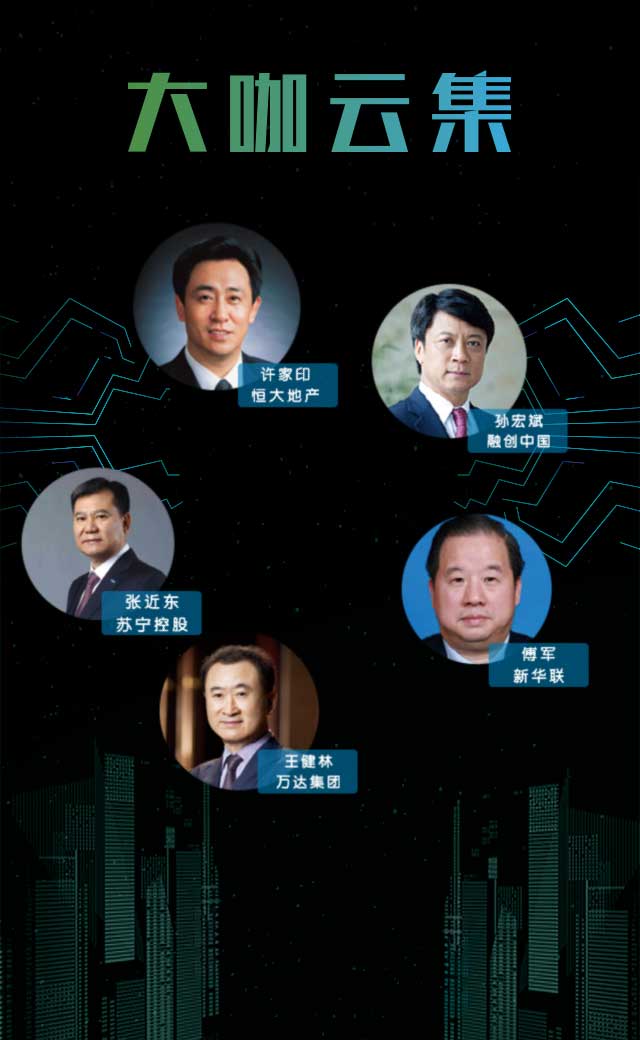 大咖云集
许家印
恒大地产
孙宏斌
融创中国
张近东
苏宁控股
傅军
新华联
王健林
万达集团